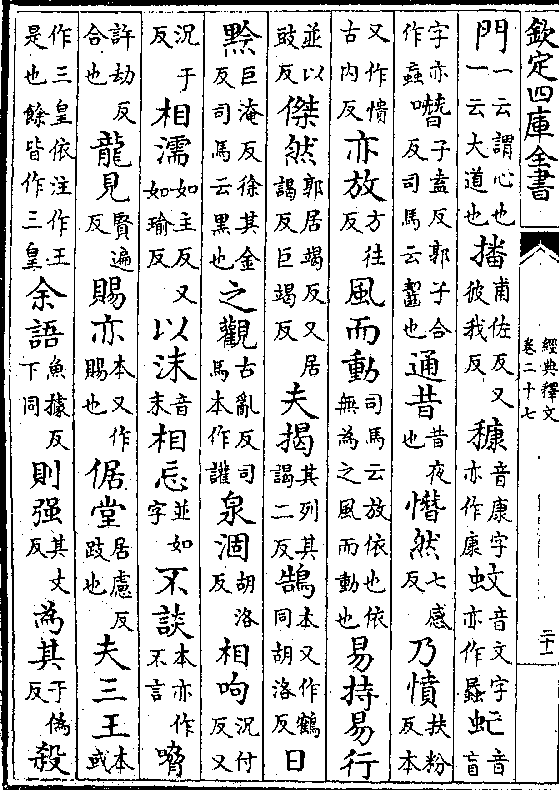 欽定四庫全書
經典釋文
卷二十七
門一云謂心也一云大道也播甫佐反又彼我反穅音康字亦作康蚊音文字亦作䘇虻音盲
字亦作蝱噆子盍反郭子合反司馬云齧也通昔昔夜也憯然七感反乃憤扶粉反本
又作憒古内反亦放方往反風而動司馬云放依也依無為之風而動也易持易行
並以豉反傑然郭居竭反又居謁反巨竭反夫揭其列其謁二反鵠本又作鶴同胡洛反日
黔巨淹反徐其金反司馬云黑也之觀古亂反司馬本作讙泉涸胡洛反相呴況付反又
況于反相濡如主反又如瑜反以沫音末相忘並如字不談本亦作不言嗋
許劫反合也龍見賢遍反賜亦本又作賜也倨堂居慮反跂也夫三王本或
作三皇依注作王是也餘皆作三皇余語魚據反下同則强其丈反為其于偽反殺